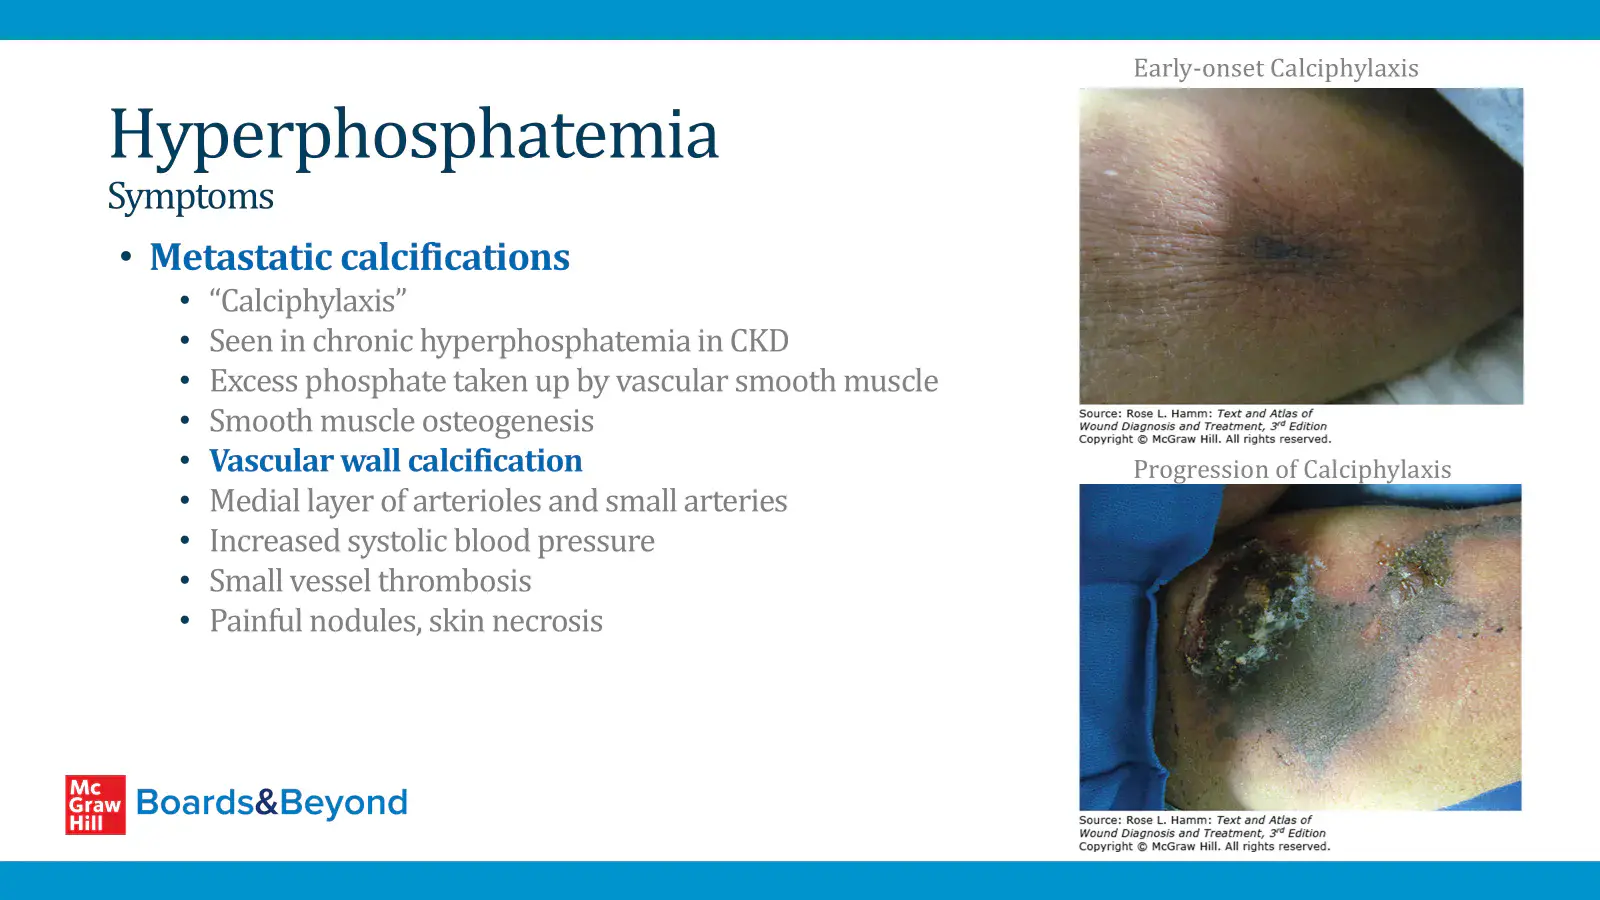 Hyperphosphatemia
Symptoms
• Metastatic calcifications
• “Calciphylaxis”
• Seen in chronic hyperphosphatemia in CKD
• Excess phosphate taken up by vascular smooth muscle
• Smooth muscle osteogenesis
• Vascular wall calcification
• Medial layer of arterioles and small arteries
• Increased systolic blood pressure
• Small vessel thrombosis
• Painful nodules, skin necrosis
Early-onset Calciphylaxis
Source: Rose L. Hamm: Text and Atlas of
Wound Diagnosis and Treatment, 3rd Edition
Copyright © McGraw Hill. All rights reserved.
Progression of Calciphylaxis
Source: Rose L. Hamm: Text and Atlas of
Wound Diagnosis and Treatment, 3rd Edition
Copyright © McGraw Hill. All rights reserved.
Mc
Graw
Hill
Boards&Beyond